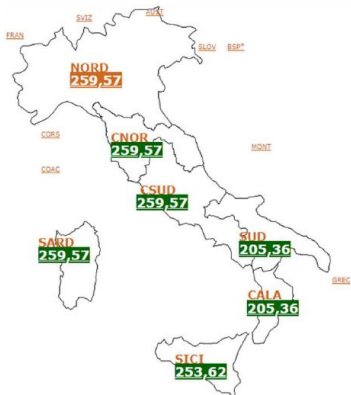 AUST
SVIZ
FRAN
SLOV BSP*
NORD
259,57
CORS
CNOR
259,57
MONT
COAC
CSUD
259,57
SARD
259,57
SUD
205,36
GREC
CALA
205,36
SICI
253,62